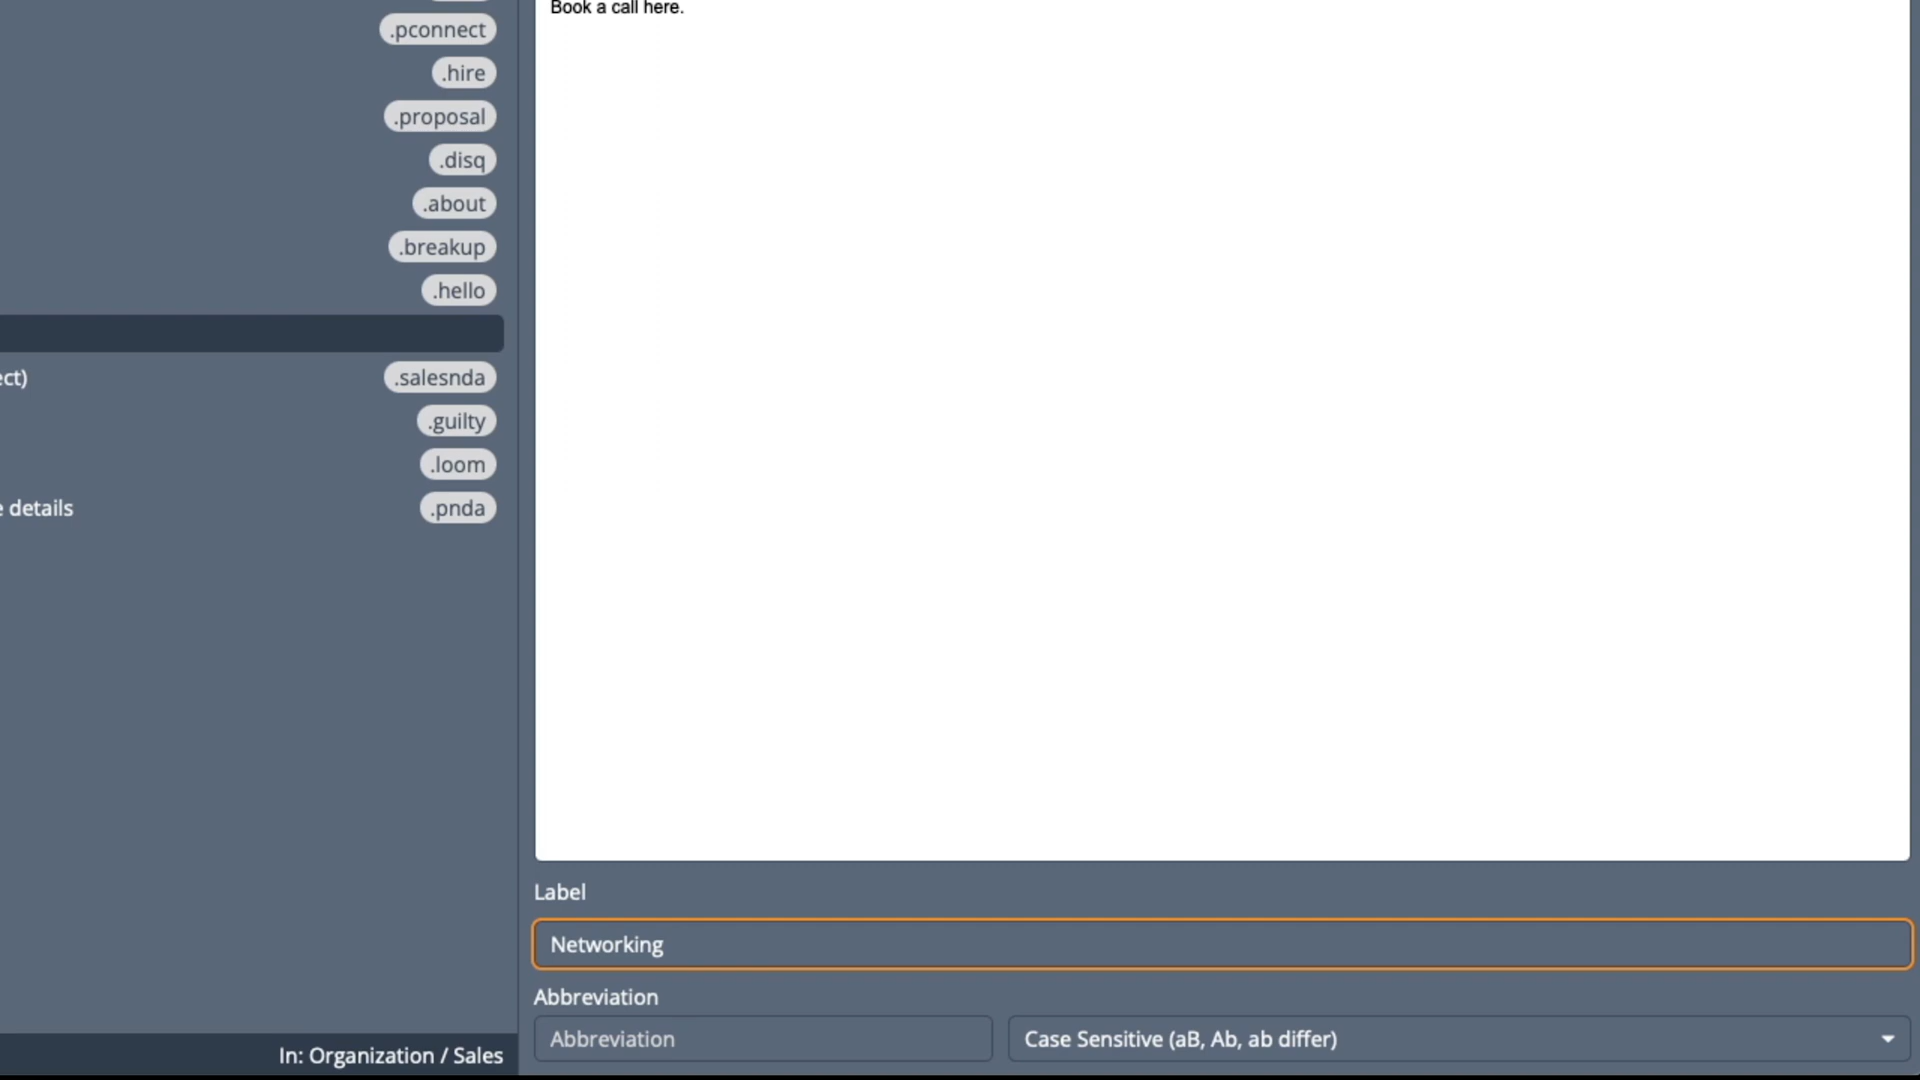 .pconnect
.hire
.proposal
.disq
.about
.breakup
.hello
ect) .salesnda
.guilty
.loom
e details .pnda
In: Organization / Sales
Book a call here.
Label
Networking
Abbreviation
Abbreviation
Case Sensitive (aB, Ab, ab differ)